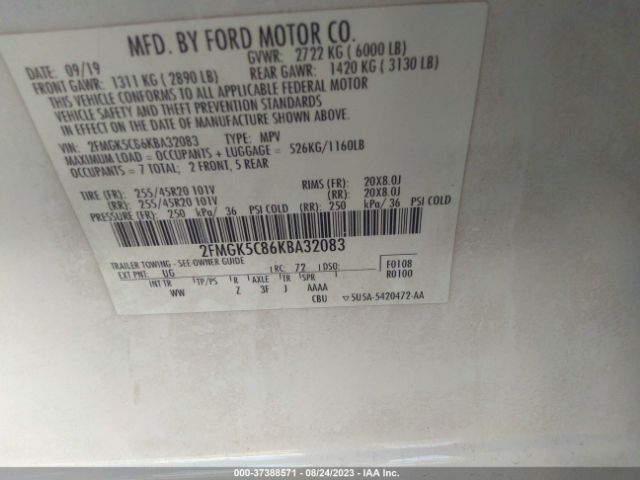 MFD. BY FORD MOTOR CO.
DATE: 09/19 GVWR: 2722 KG (6000 LB)
FRONT GAWR: 1311 KG (2890 LB) REAR GAWR: 1420 KG (3130 LB)
THIS VEHICLE CONFORMS TO ALL APPLICABLE FEDERAL MOTOR
VEHICLE SAFETY AND THEFT PREVENTION STANDARDS
IN EFFECT ON THE DATE OF MANUFACTURE SHOWN ABOVE.
VIN: 2FMGK5C86KBA32083 TYPE: MPV
MAXIMUM LOAD = OCCUPANTS + LUGGAGE = 526KG/1160LB
OCCUPANTS = 7 TOTAL; 2 FRONT, 5 REAR
TIRE (FR): 255/45R20 101V RIMS (FR): 20X8.0J
(RR): 255/45R20 101V (RR): 20X8.0J
PRESSURE (FR): 250 kPa/ 36 PSI COLD (RR): 250 kPa/ 36 PSI COLD
2FMGK5C86KBA32083
TRAILER TOWING - SEE OWNER GUIDE
EXT PNT: UG RC: 72 DSO: F0108
R0100
INT TR TP/PS R AXLE TR SPR
WW Z 3F J AAAA
CBU ▽5U5A-5420472-AA
000-37388571 - 08/24/2023 - IAA Inc.